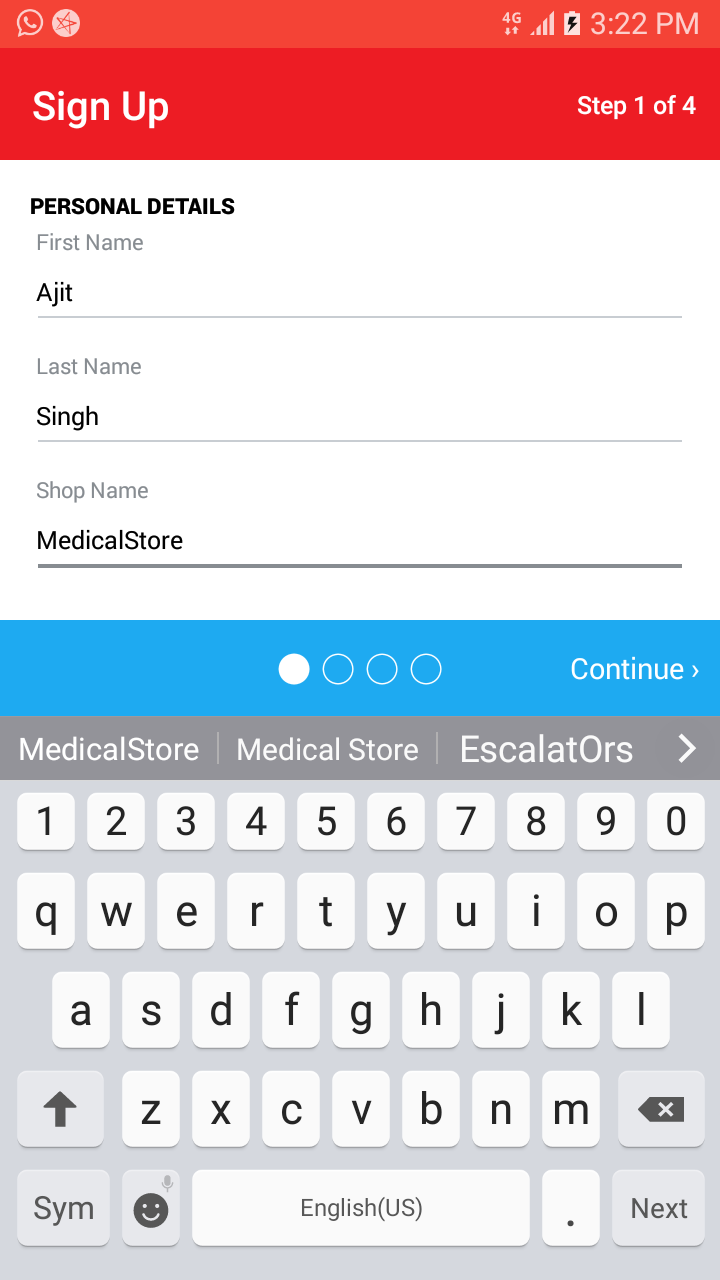 4G 3:22 PM
Sign Up Step 1 of 4
PERSONAL DETAILS
First Name
Ajit
Last Name
Singh
Shop Name
MedicalStore
Continue ›
MedicalStore Medical Store EscalatOrs
1 2 3 4 5 6 7 8 9 0
q w e r t y u i o p
a s d f g h j k l
z x c v b n m
Sym English(US) . Next